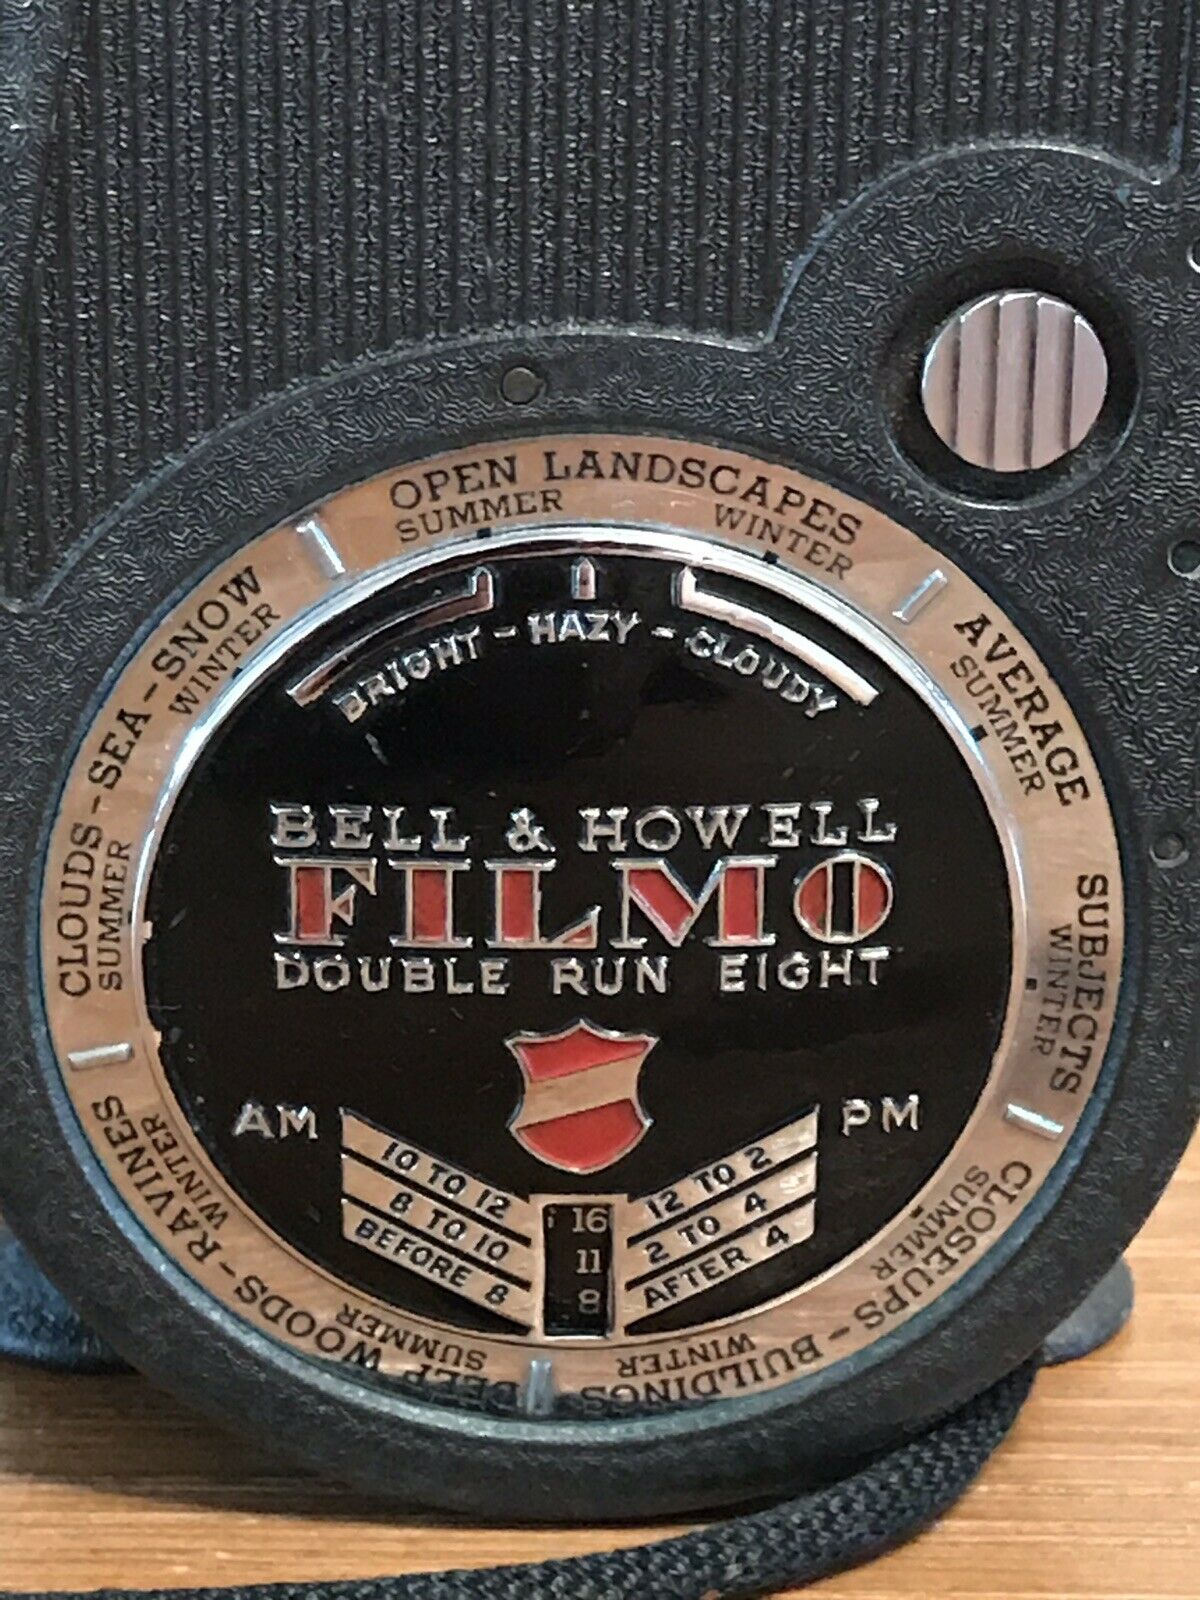 OPEN LANDSCAPES
SUMMER WINTER
AVERAGE SUBJECTS
SUMMER WINTER
CLOSEUPS - BUILDINGS
SUMMER WINTER
DEEP WOODS - RAVINES
SUMMER WINTER
CLOUDS - SEA - SNOW
SUMMER WINTER
BRIGHT - HAZY - CLOUDY
BELL & HOWELL
FILMO
DOUBLE RUN EIGHT
AM PM
10 TO 12 16 12 TO 2
8 TO 10 11 2 TO 4
BEFORE 8 8 AFTER 4